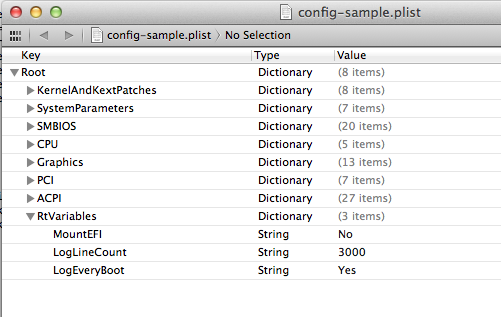 config-sample.plist
config-sample.plist No Selection
Key Type Value
Root Dictionary (8 items)
KernelAndKextPatches Dictionary (8 items)
SystemParameters Dictionary (7 items)
SMBIOS Dictionary (20 items)
CPU Dictionary (5 items)
Graphics Dictionary (13 items)
PCI Dictionary (7 items)
ACPI Dictionary (27 items)
RtVariables Dictionary (3 items)
MountEFI String No
LogLineCount String 3000
LogEveryBoot String Yes